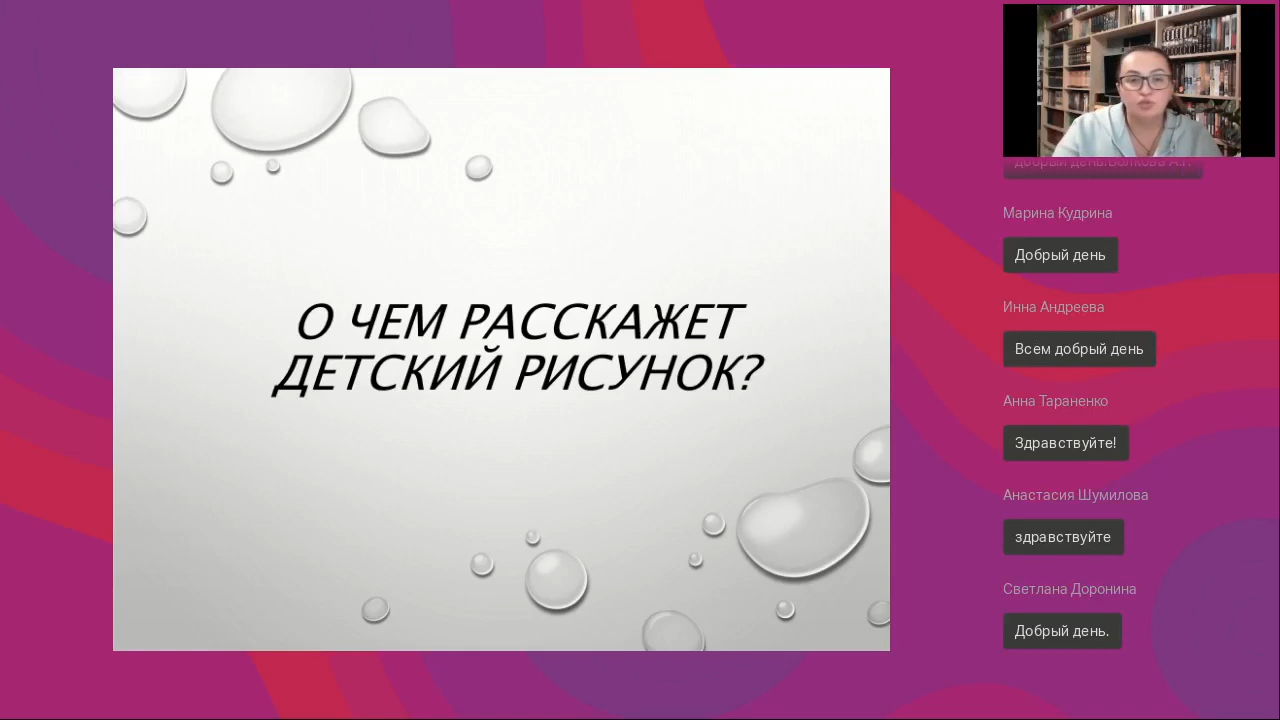 О ЧЕМ РАССКАЖЕТ
ДЕТСКИЙ РИСУНОК?
Марина Кудрина
Добрый день
Инна Андреева
Всем добрый день
Анна Тараненко
Здравствуйте!
Анастасия Шумилова
здравствуйте
Светлана Доронина
Добрый день.